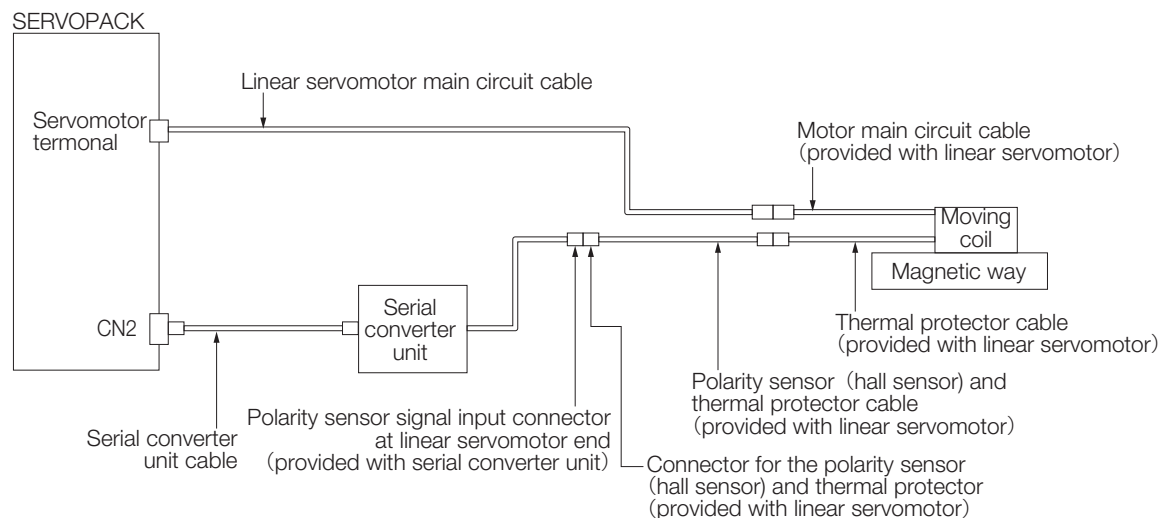 SERVOPACK
Linear servomotor main circuit cable
Servomotor
termonal
Motor main circuit cable
(provided with linear servomotor)
Moving
coil
Magnetic way
Serial
converter
unit
CN2
Thermal protector cable
(provided with linear servomotor)
Polarity sensor (hall sensor) and
thermal protector cable
(provided with linear servomotor)
Polarity sensor signal input connector
at linear servomotor end
(provided with serial converter unit)
Serial converter
unit cable
Connector for the polarity sensor
(hall sensor) and thermal protector
(provided with linear servomotor)